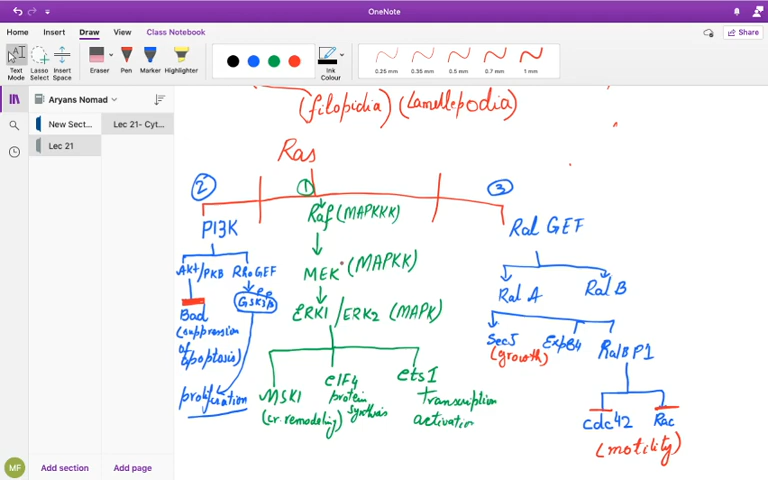 OneNote
Home Insert Draw View Class Notebook
Share
Text Mode
Lasso Select
Insert Space
Eraser
Pen
Marker
Highlighter
Ink Colour
0.25 mm 0.35 mm 0.5 mm 0.7 mm 1 mm
Aryans Nomad
New Sect...
Lec 21- Cyt...
Lec 21
(filopidia) (Lamellepodia)
Ras
2 1 3
Raf (MAPKKK)
PI3K
Ral GEF
MEK (MAPKK)
Akt/PKB RhoGEF
Ral A Ral B
GSK3β
Bad
ERK1/ERK2 (MAPK)
(suppression
of apoptosis)
Sec5 Exp84 RalBP1
(growth)
proliferation
MSK1
(cr. remodeling)
eIF4
protein
synthesis
ets I
Transcription
activation
cdc42 Rac
(motility)
MF
Add section Add page